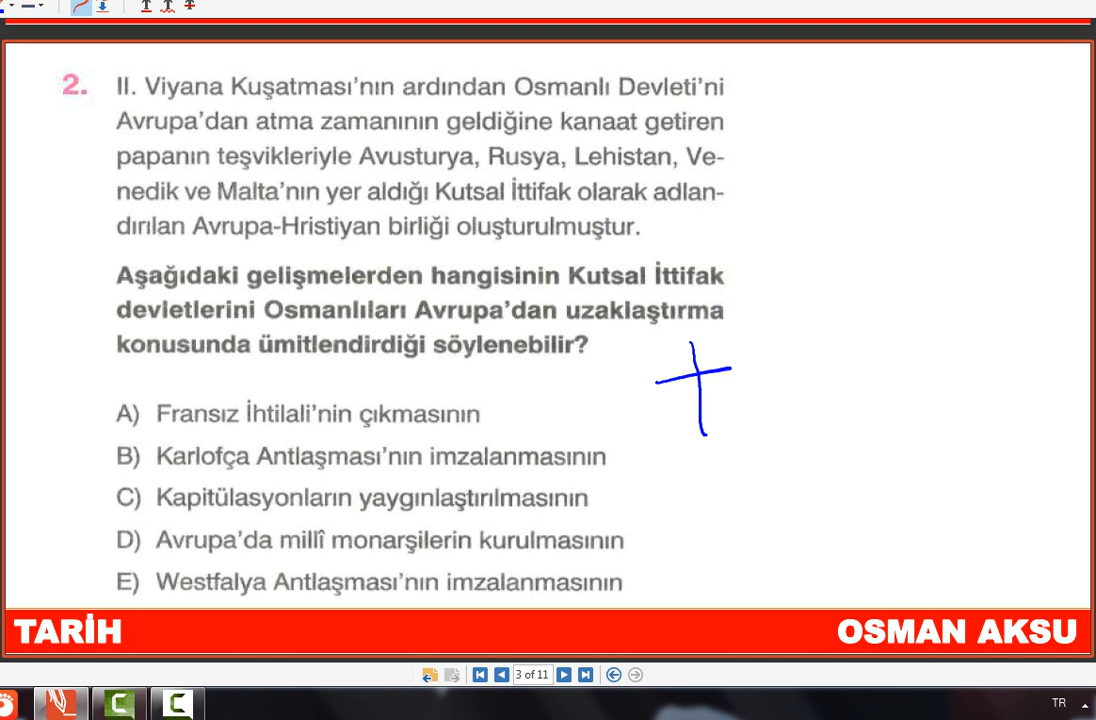 2. II. Viyana Kuşatması'nın ardından Osmanlı Devleti'ni
Avrupa'dan atma zamanının geldiğine kanaat getiren
papanın teşvikleriyle Avusturya, Rusya, Lehistan, Ve-
nedik ve Malta'nın yer aldığı Kutsal İttifak olarak adlan-
dırılan Avrupa-Hristiyan birliği oluşturulmuştur.
Aşağıdaki gelişmelerden hangisinin Kutsal İttifak
devletlerini Osmanlıları Avrupa'dan uzaklaştırma
konusunda ümitlendirdiği söylenebilir?
A) Fransız İhtilali'nin çıkmasının
B) Karlofça Antlaşması'nın imzalanmasının
C) Kapitülasyonların yaygınlaştırılmasının
D) Avrupa'da millî monarşilerin kurulmasının
E) Westfalya Antlaşması'nın imzalanmasının
TARİH OSMAN AKSU
3 of 11
TR